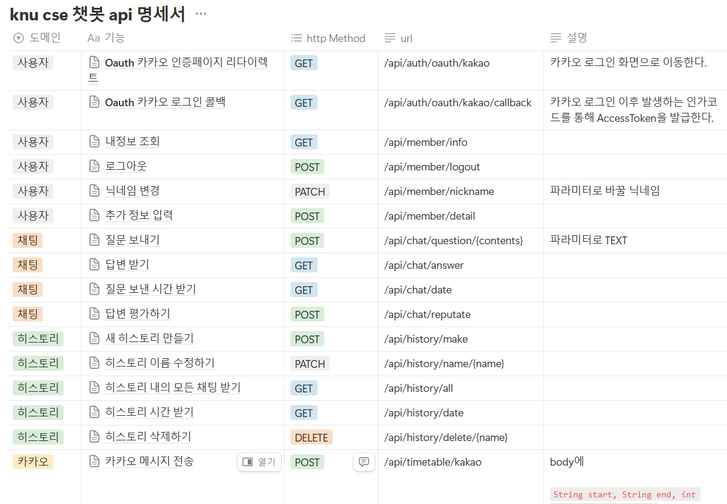 knu cse 챗봇 api 명세서 ...
도메인 Aa 기능 http Method url 설명
사용자 Oauth 카카오 인증페이지 리다이렉 GET /api/auth/oauth/kakao 카카오 로그인 화면으로 이동한다.
트
사용자 Oauth 카카오 로그인 콜백 GET /api/auth/oauth/kakao/callback 카카오 로그인 이후 발생하는 인가코
드를 통해 AccessToken을 발급한다.
사용자 내정보 조회 GET /api/member/info
사용자 로그아웃 POST /api/member/logout
사용자 닉네임 변경 PATCH /api/member/nickname 파라미터로 바꿀 닉네임
사용자 추가 정보 입력 POST /api/member/detail
채팅 질문 보내기 POST /api/chat/question/{contents} 파라미터로 TEXT
채팅 답변 받기 GET /api/chat/answer
채팅 질문 보낸 시간 받기 GET /api/chat/date
채팅 답변 평가하기 POST /api/chat/reputate
히스토리 새 히스토리 만들기 POST /api/history/make
히스토리 히스토리 이름 수정하기 PATCH /api/history/name/{name}
히스토리 히스토리 내의 모든 채팅 받기 GET /api/history/all
히스토리 히스토리 시간 받기 GET /api/history/date
히스토리 히스토리 삭제하기 DELETE /api/history/delete/{name}
카카오 카카오 메시지 전송 열기 POST /api/timetable/kakao body에
String start, String end, int